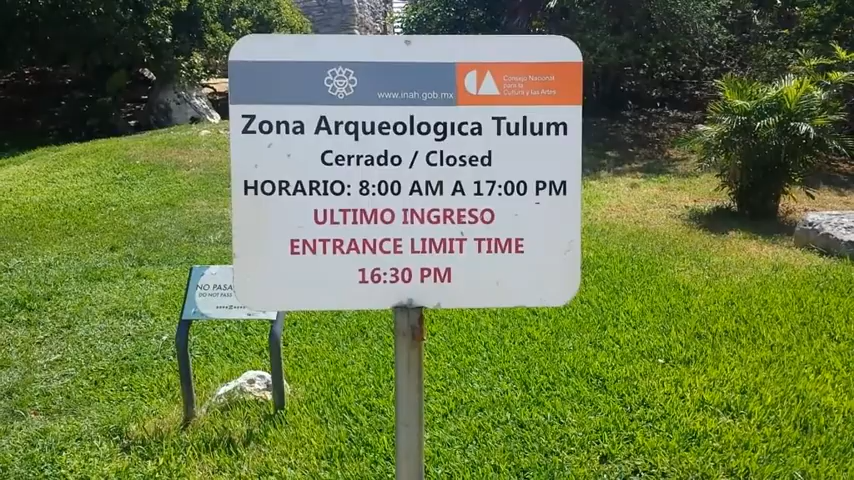 www.inah.gob.mx
Consejo Nacional
para la
Cultura y las Artes
Zona Arqueologica Tulum
Cerrado / Closed
HORARIO: 8:00 AM A 17:00 PM
ULTIMO INGRESO
ENTRANCE LIMIT TIME
16:30 PM
NO PASA
DO NOT PASS